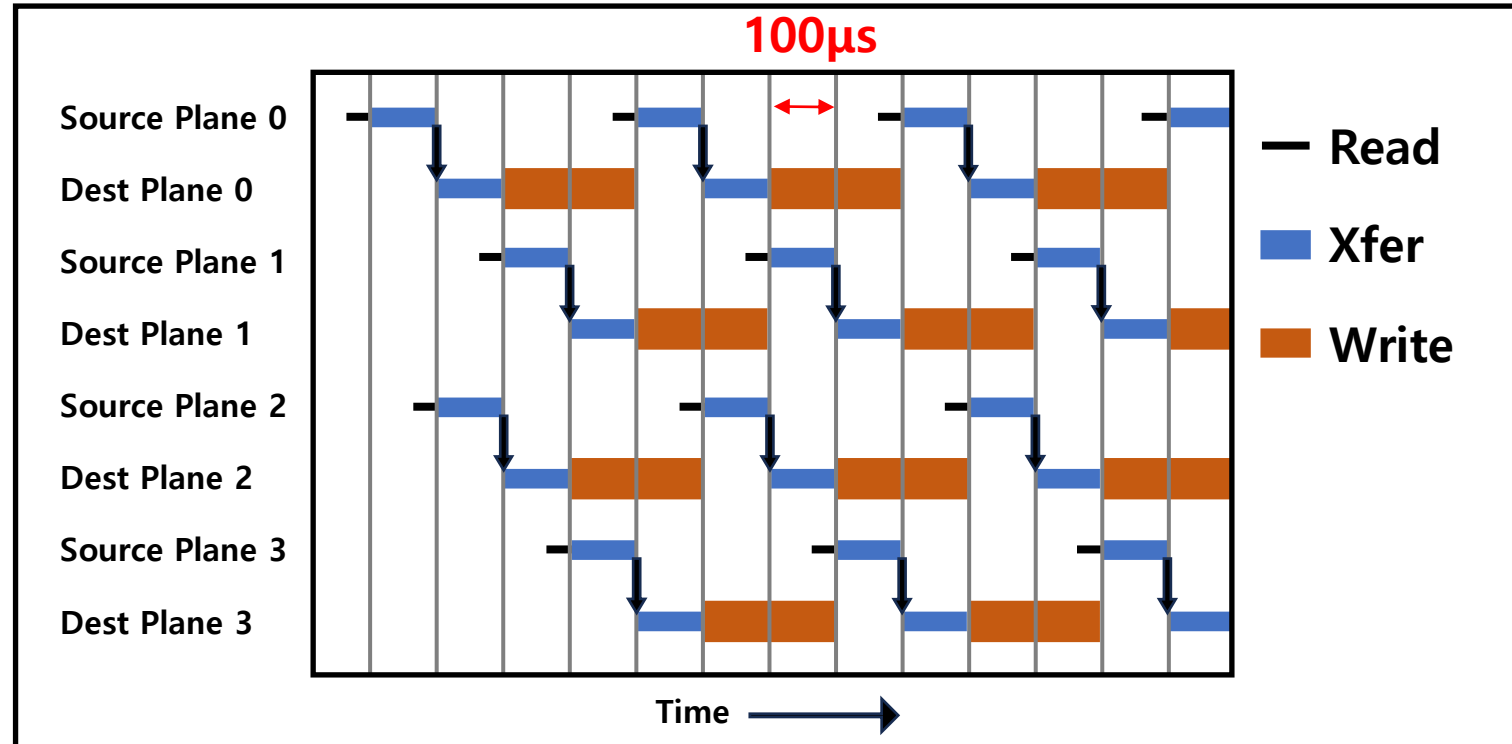 100μs
Source Plane 0
Dest Plane 0
Source Plane 1
Dest Plane 1
Source Plane 2
Dest Plane 2
Source Plane 3
Dest Plane 3
Read
Xfer
Write
Time